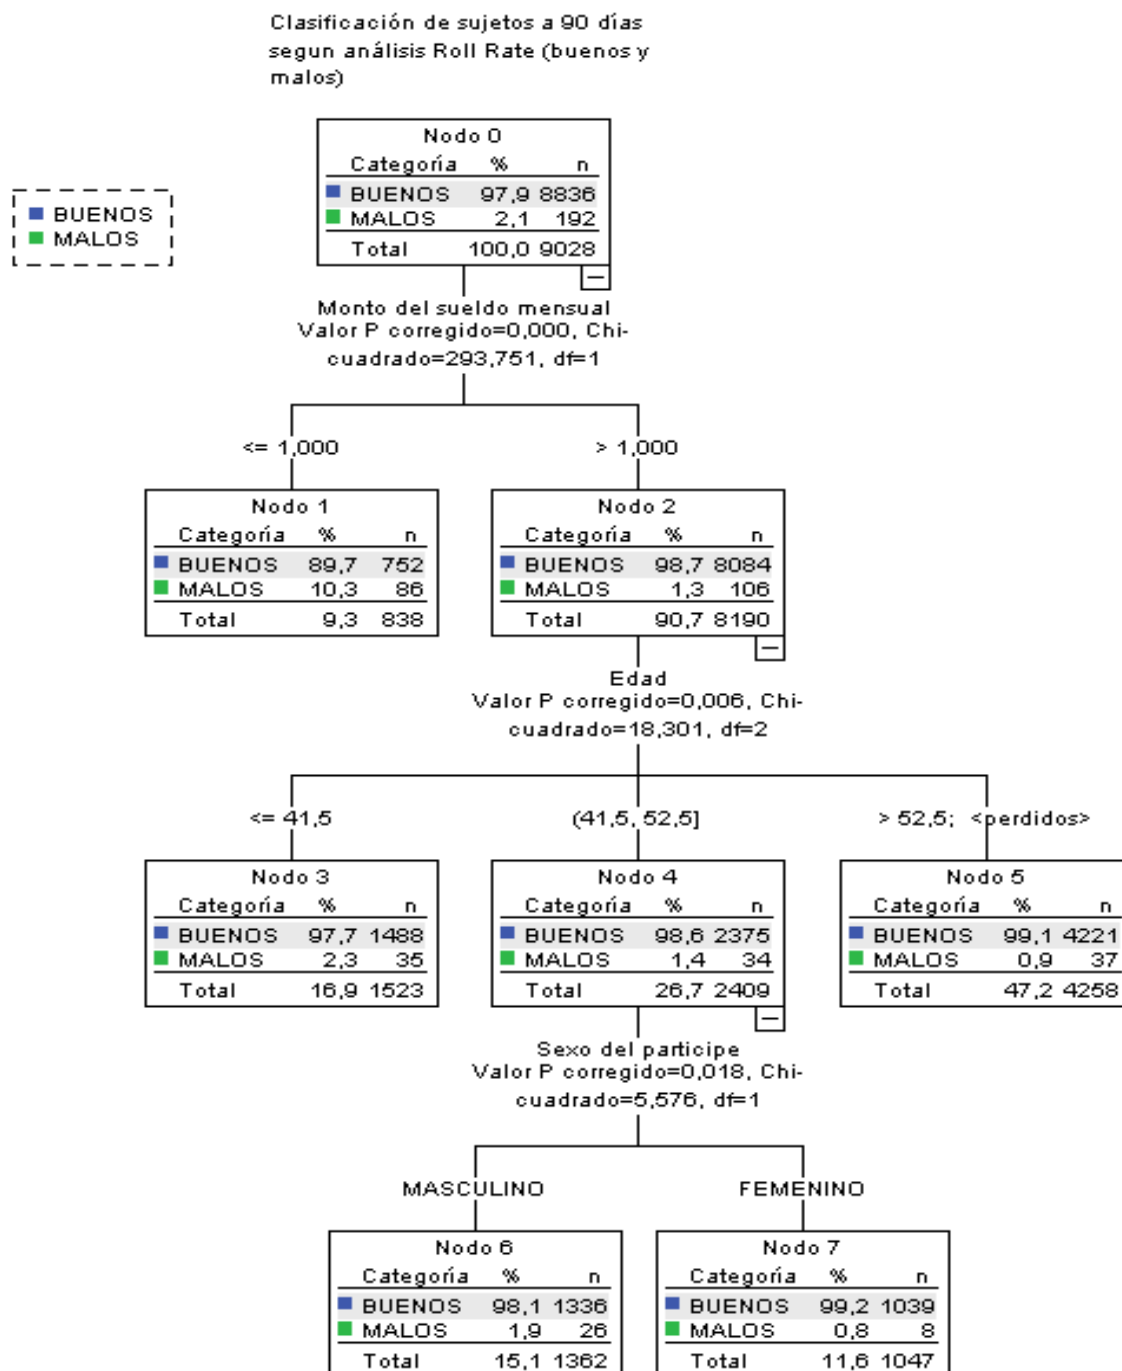 Clasificación de sujetos a 90 días
segun análisis Roll Rate (buenos y
malos)
BUENOS
MALOS
Nodo 0
Categoría % n
BUENOS 97,9 8836
MALOS 2,1 192
Total 100,0 9028
Monto del sueldo mensual
Valor P corregido=0,000, Chi-
cuadrado=293,751, df=1
<= 1,000
> 1,000
Nodo 1
Categoría % n
BUENOS 89,7 752
MALOS 10,3 86
Total 9,3 838
Nodo 2
Categoría % n
BUENOS 98,7 8084
MALOS 1,3 106
Total 90,7 8190
Edad
Valor P corregido=0,006, Chi-
cuadrado=18,301, df=2
<= 41,5
(41,5, 52,5]
> 52,5; <perdidos>
Nodo 3
Categoría % n
BUENOS 97,7 1488
MALOS 2,3 35
Total 16,9 1523
Nodo 4
Categoría % n
BUENOS 98,6 2375
MALOS 1,4 34
Total 26,7 2409
Nodo 5
Categoría % n
BUENOS 99,1 4221
MALOS 0,9 37
Total 47,2 4258
Sexo del participe
Valor P corregido=0,018, Chi-
cuadrado=5,576, df=1
MASCULINO
FEMENINO
Nodo 6
Categoría % n
BUENOS 98,1 1336
MALOS 1,9 26
Total 15,1 1362
Nodo 7
Categoría % n
BUENOS 99,2 1039
MALOS 0,8 8
Total 11,6 1047